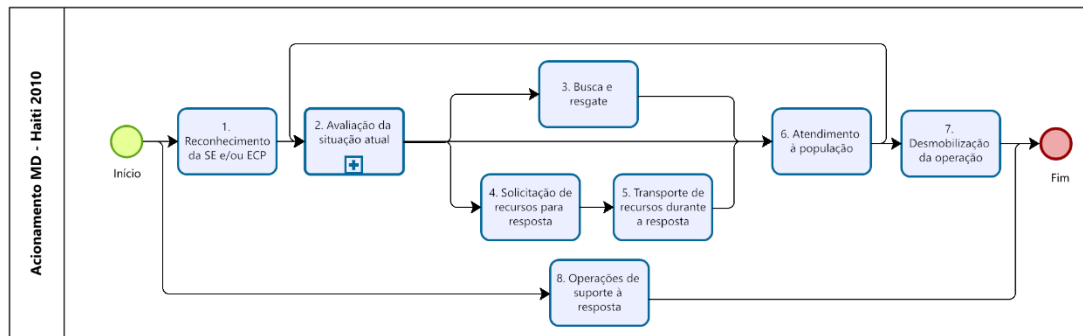 Acionamento MD - Haiti 2010
Início
1.
Reconhecimento
da SE e/ou ECP
2. Avaliação da
situação atual
3. Busca e
resgate
4. Solicitação de
recursos para
resposta
5. Transporte de
recursos durante
a resposta
6. Atendimento
à população
7.
Desmobilização
da operação
Fim
8. Operações de
suporte à
resposta